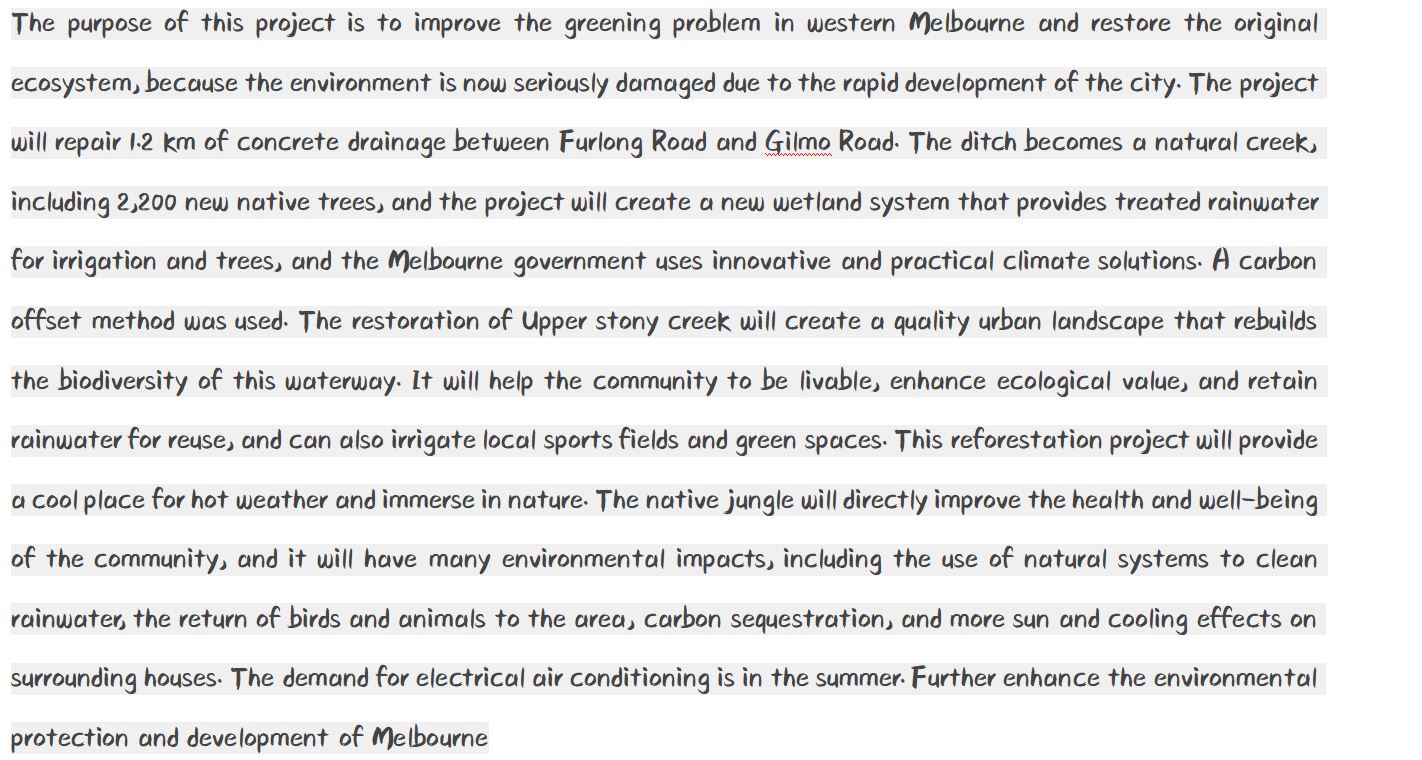 The purpose of this project is to improve the greening problem in western Melbourne and restore the original
ecosystem, because the environment is now seriously damaged due to the rapid development of the city. The project
will repair 1.2 km of concrete drainage between Furlong Road and Gilmo Road. The ditch becomes a natural creek,
including 2,200 new native trees, and the project will create a new wetland system that provides treated rainwater
for irrigation and trees, and the Melbourne government uses innovative and practical climate solutions. A carbon
offset method was used. The restoration of Upper stony creek will create a quality urban landscape that rebuilds
the biodiversity of this waterway. It will help the community to be livable, enhance ecological value, and retain
rainwater for reuse, and can also irrigate local sports fields and green spaces. This reforestation project will provide
a cool place for hot weather and immerse in nature. The native jungle will directly improve the health and well-being
of the community, and it will have many environmental impacts, including the use of natural systems to clean
rainwater, the return of birds and animals to the area, carbon sequestration, and more sun and cooling effects on
surrounding houses. The demand for electrical air conditioning is in the summer. Further enhance the environmental
protection and development of Melbourne